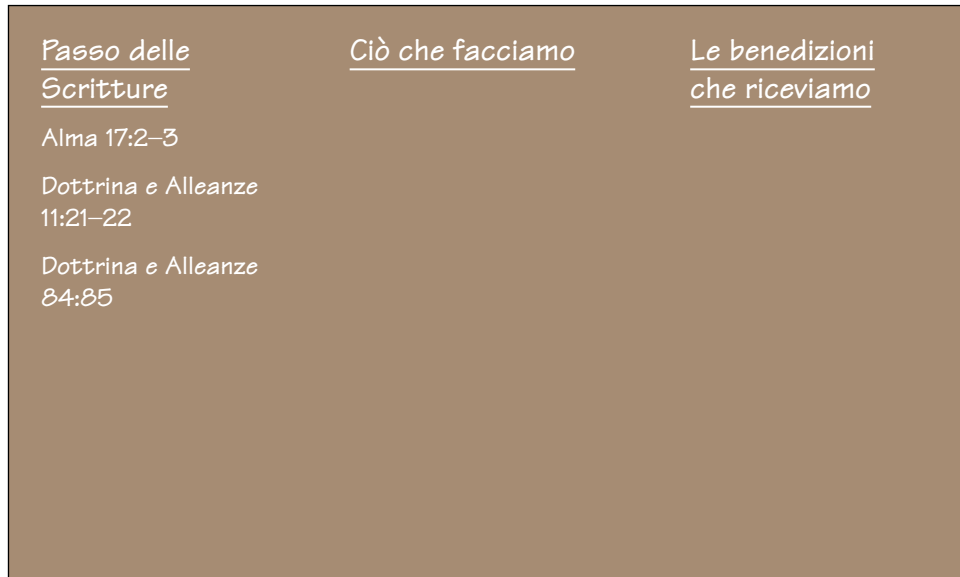 Passo delle
Scritture
Ciò che facciamo
Le benedizioni
che riceviamo
Alma 17:2–3
Dottrina e Alleanze
11:21–22
Dottrina e Alleanze
84:85